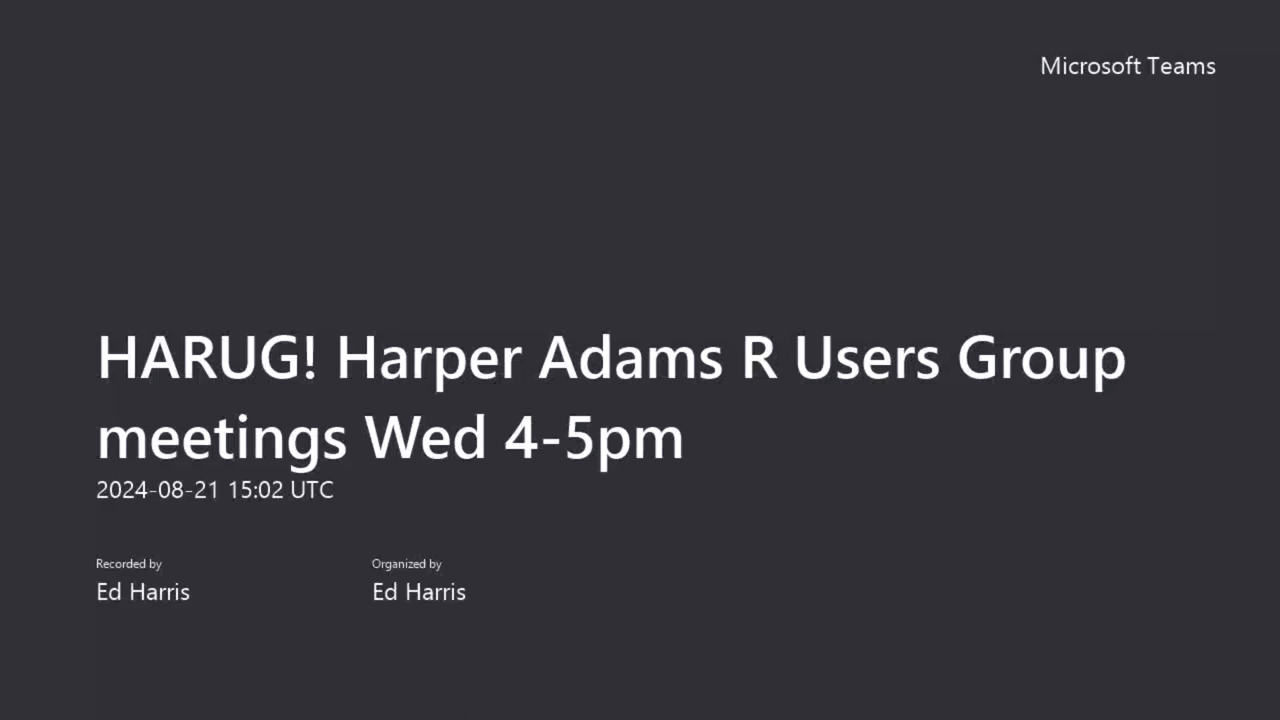 Microsoft Teams
HARUG! Harper Adams R Users Group
meetings Wed 4-5pm
2024-08-21 15:02 UTC
Recorded by
Ed Harris
Organized by
Ed Harris